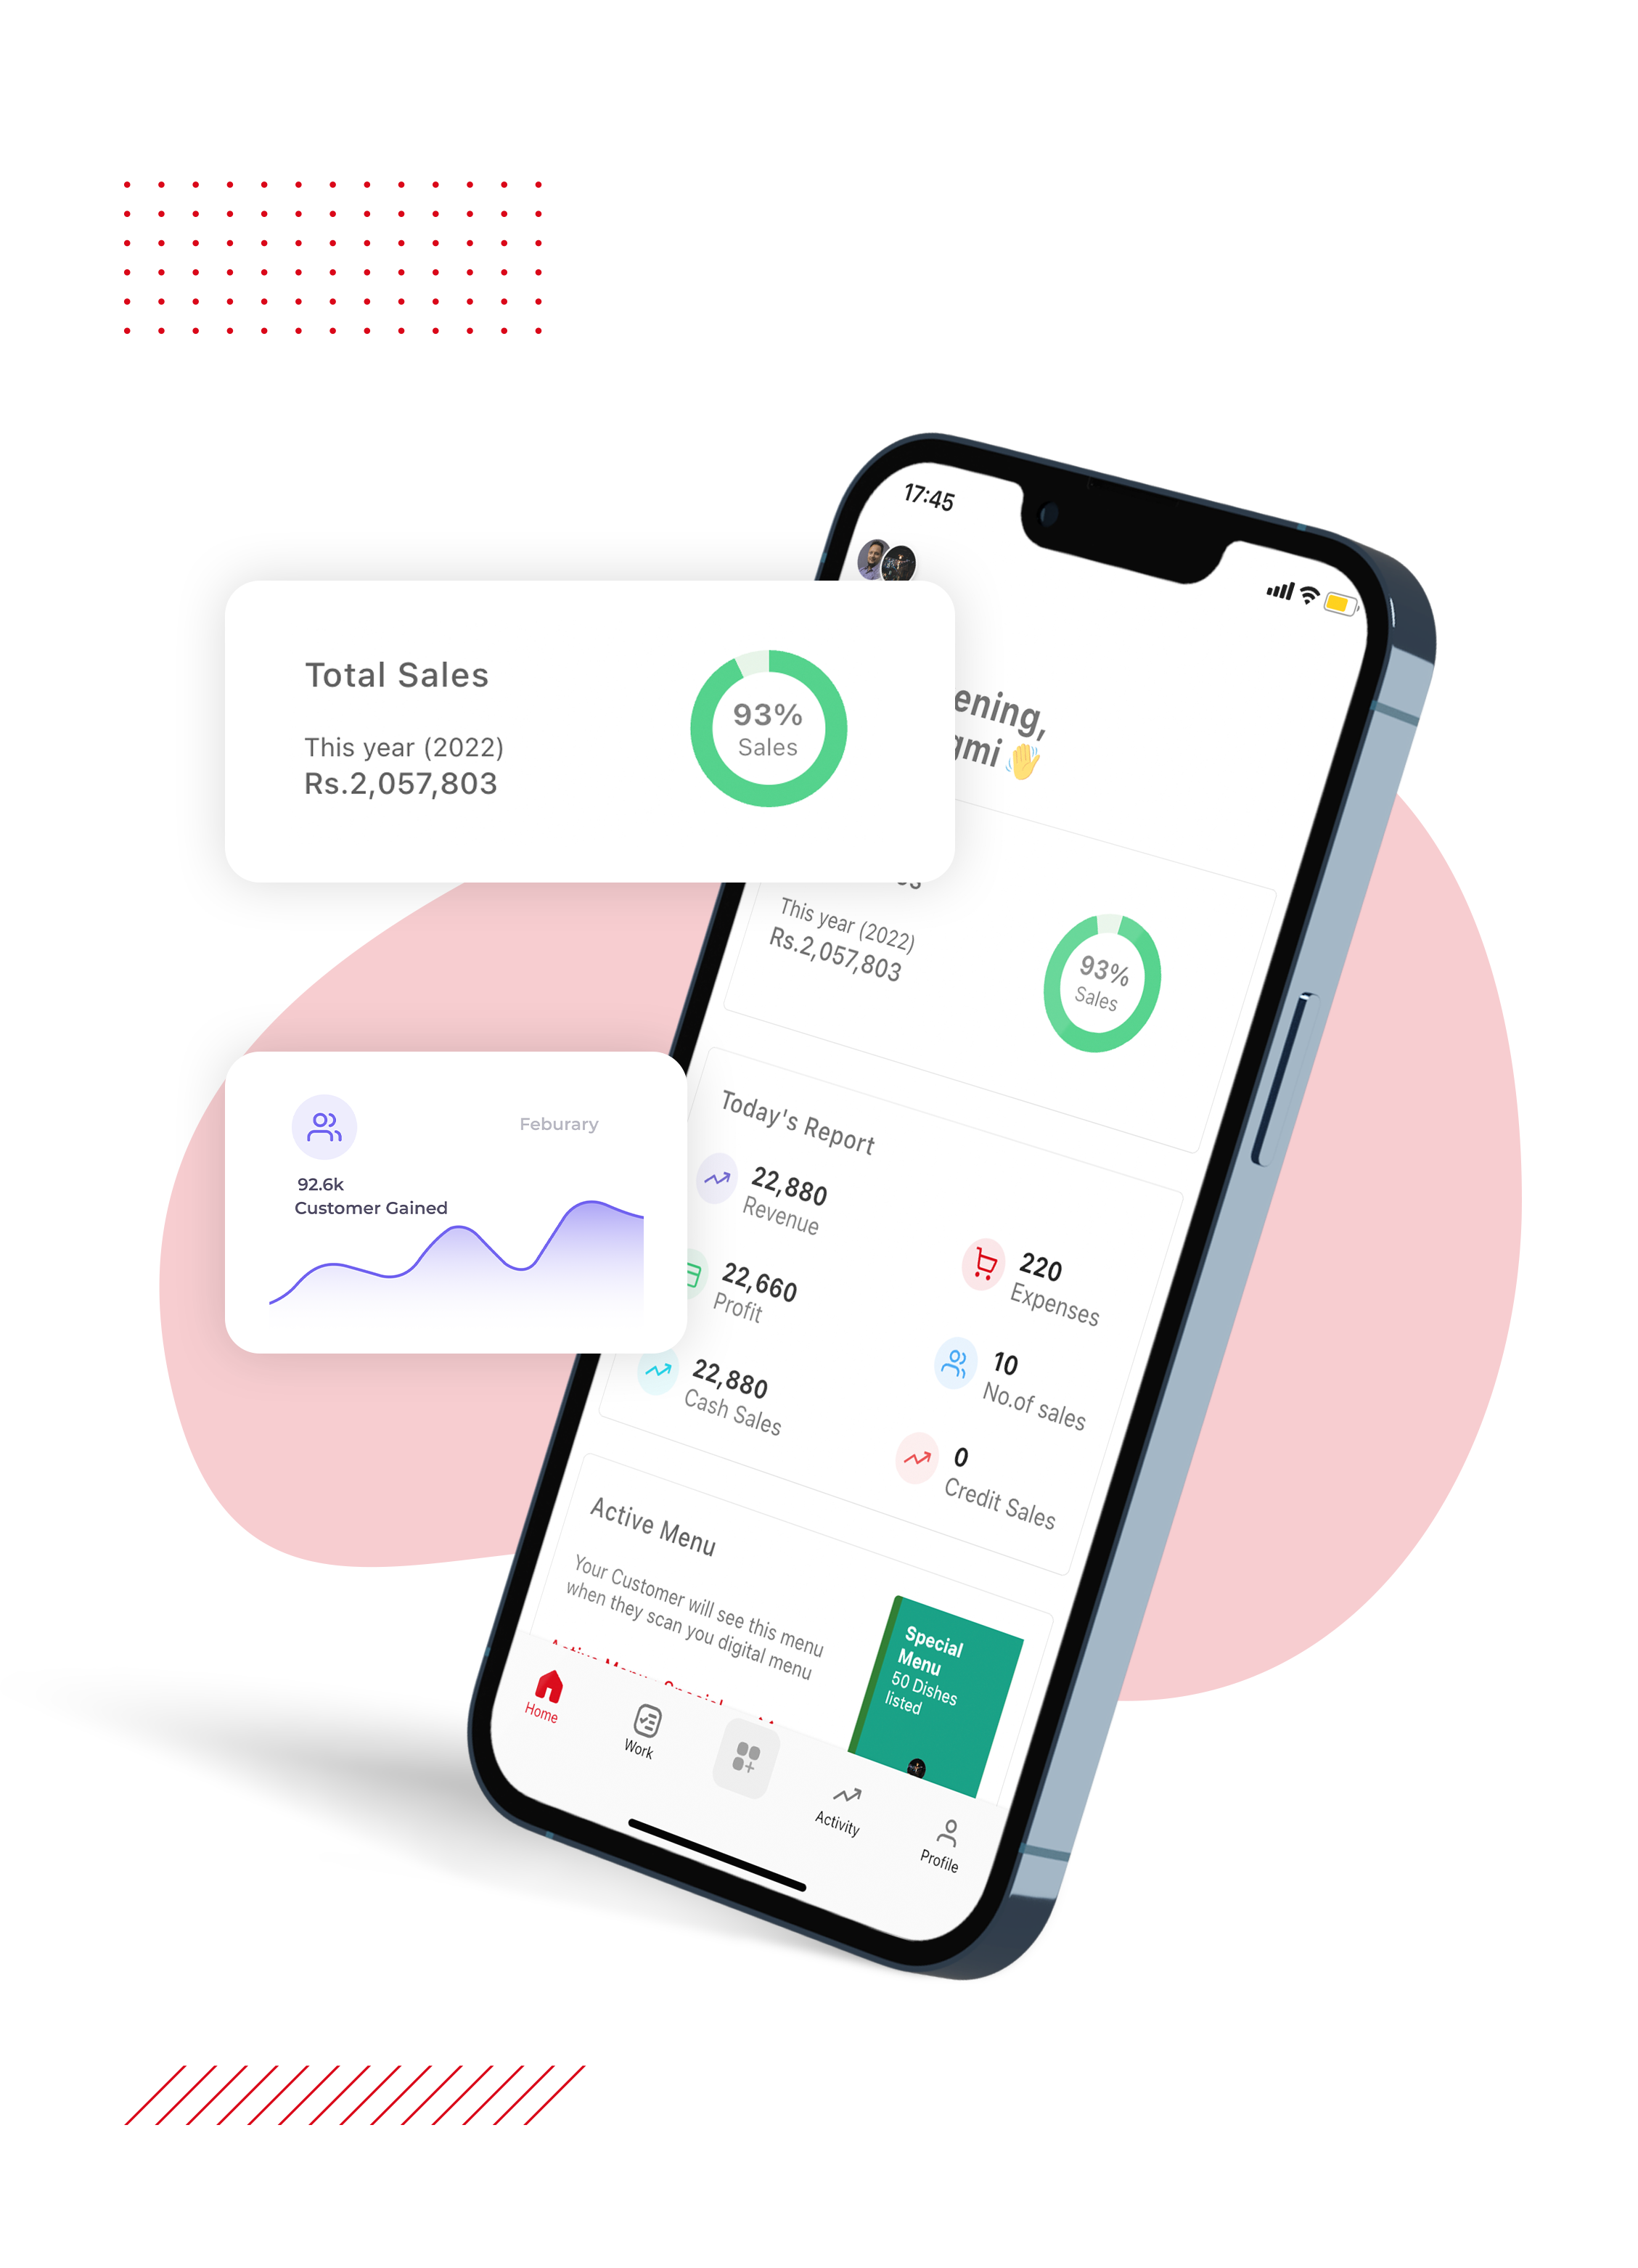 17:45
Total Sales
This year (2022)
Rs.2,057,803
93%
Sales
This year (2022)
Rs.2,057,803
93%
Sales
Feburary
92.6k
Customer Gained
Today's Report
22,880
Revenue
220
Expenses
22,660
Profit
10
No.of sales
22,880
Cash Sales
0
Credit Sales
Active Menu
Your Customer will see this menu
when they scan you digital menu
Special
Menu
50 Dishes
listed
Home
Work
Activity
Profile